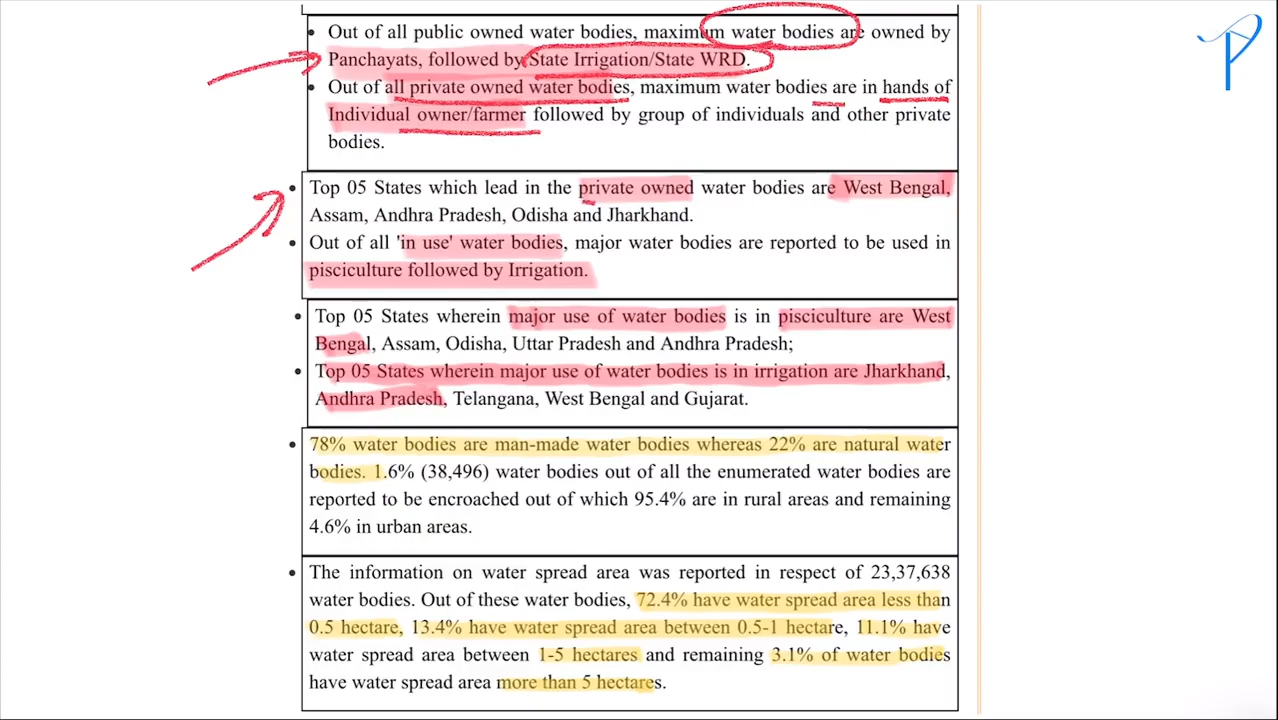 • Out of all public owned water bodies, maximum water bodies are owned by
Panchayats, followed by State Irrigation/State WRD.
• Out of all private owned water bodies, maximum water bodies are in hands of
Individual owner/farmer followed by group of individuals and other private
bodies.
• Top 05 States which lead in the private owned water bodies are West Bengal,
Assam, Andhra Pradesh, Odisha and Jharkhand.
• Out of all 'in use' water bodies, major water bodies are reported to be used in
pisciculture followed by Irrigation.
• Top 05 States wherein major use of water bodies is in pisciculture are West
Bengal, Assam, Odisha, Uttar Pradesh and Andhra Pradesh;
• Top 05 States wherein major use of water bodies is in irrigation are Jharkhand,
Andhra Pradesh, Telangana, West Bengal and Gujarat.
• 78% water bodies are man-made water bodies whereas 22% are natural water
bodies. 1.6% (38,496) water bodies out of all the enumerated water bodies are
reported to be encroached out of which 95.4% are in rural areas and remaining
4.6% in urban areas.
• The information on water spread area was reported in respect of 23,37,638
water bodies. Out of these water bodies, 72.4% have water spread area less than
0.5 hectare, 13.4% have water spread area between 0.5-1 hectare, 11.1% have
water spread area between 1-5 hectares and remaining 3.1% of water bodies
have water spread area more than 5 hectares.